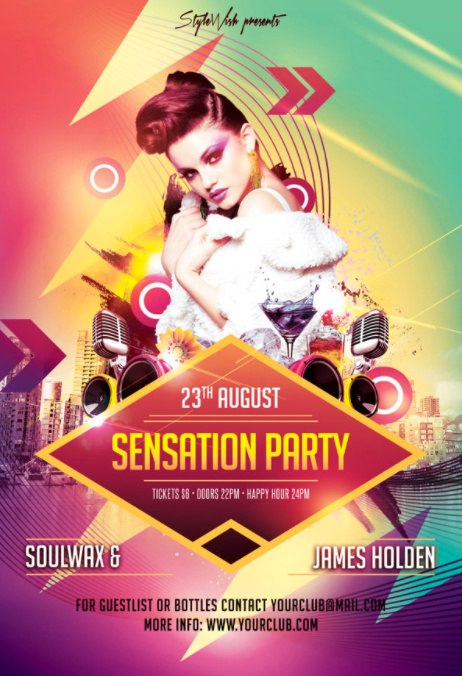 StyleWish presents
23TH AUGUST
SENSATION PARTY
TICKETS $8 • DOORS 22PM • HAPPY HOUR 24PM
SOULWAX & JAMES HOLDEN
FOR GUESTLIST OR BOTTLES CONTACT YOURCLUB@MAIL.COM
MORE INFO: WWW.YOURCLUB.COM